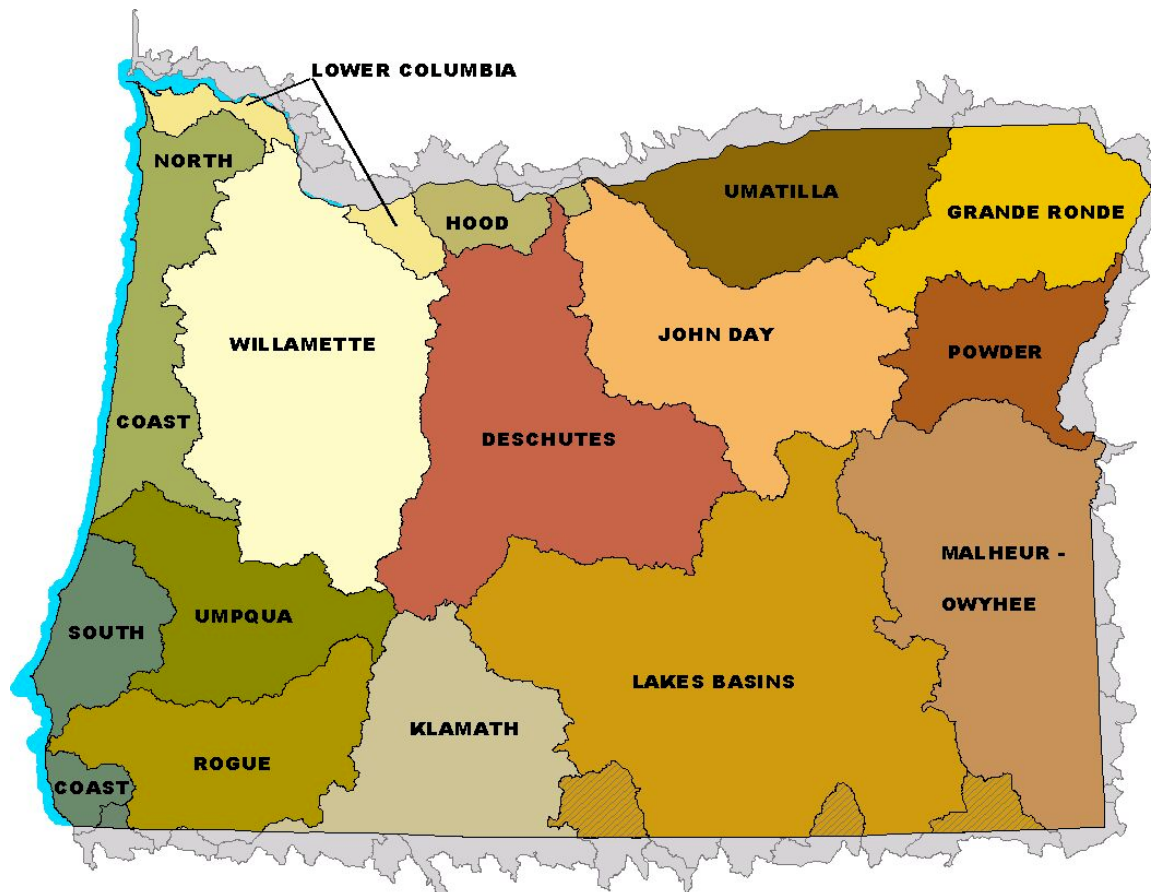 LOWER COLUMBIA
NORTH
UMATILLA
GRANDE RONDE
HOOD
WILLAMETTE
JOHN DAY
POWDER
COAST
DESCHUTES
MALHEUR -
OWYHEE
UMPQUA
SOUTH
LAKES BASINS
KLAMATH
ROGUE
COAST